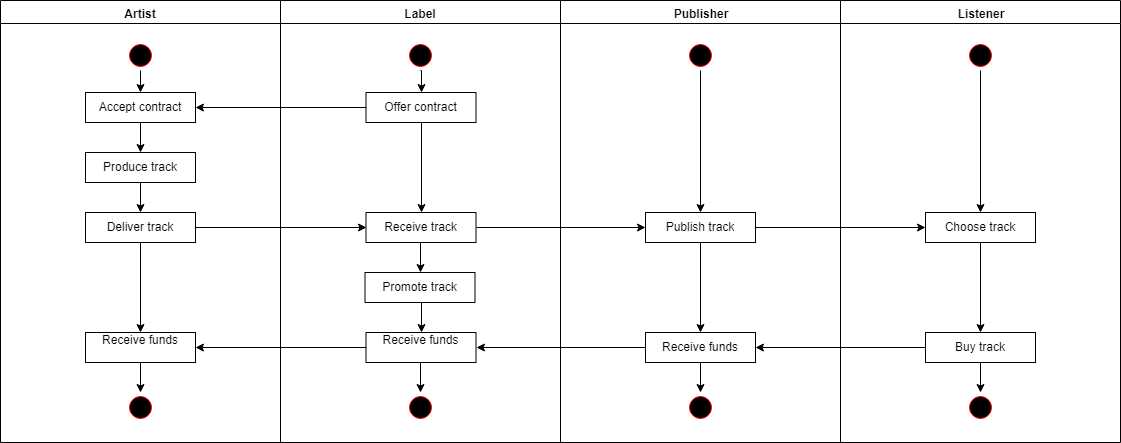 Artist
Label
Publisher
Listener
Accept contract
Offer contract
Produce track
Deliver track
Receive track
Publish track
Choose track
Promote track
Receive funds
Receive funds
Receive funds
Buy track